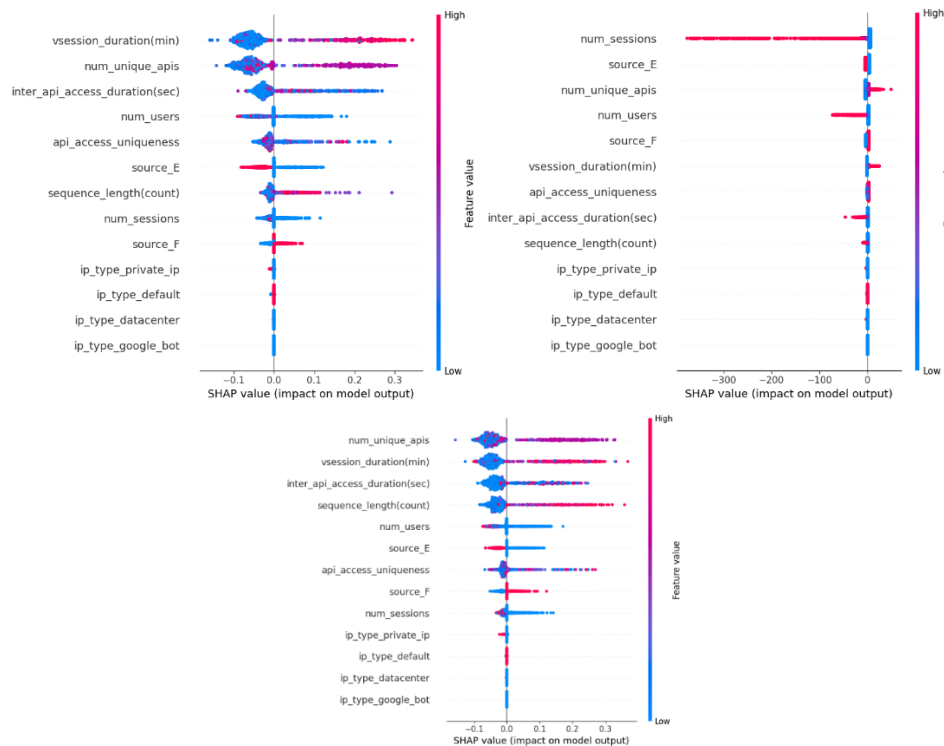 High
vsession_duration(min)
num_unique_apis
inter_api_access_duration(sec)
num_users
api_access_uniqueness
source_E
sequence_length(count)
num_sessions
source_F
ip_type_private_ip
ip_type_default
ip_type_datacenter
ip_type_google_bot
Low
Feature value
−0.1 0.0 0.1 0.2 0.3
SHAP value (impact on model output)
High
num_sessions
source_E
num_unique_apis
num_users
source_F
vsession_duration(min)
api_access_uniqueness
inter_api_access_duration(sec)
sequence_length(count)
ip_type_private_ip
ip_type_default
ip_type_datacenter
ip_type_google_bot
Low
−300 −200 −100 0
SHAP value (impact on model output)
High
num_unique_apis
vsession_duration(min)
inter_api_access_duration(sec)
sequence_length(count)
num_users
source_E
api_access_uniqueness
source_F
num_sessions
ip_type_private_ip
ip_type_default
ip_type_datacenter
ip_type_google_bot
Low
Feature value
−0.1 0.0 0.1 0.2 0.3
SHAP value (impact on model output)